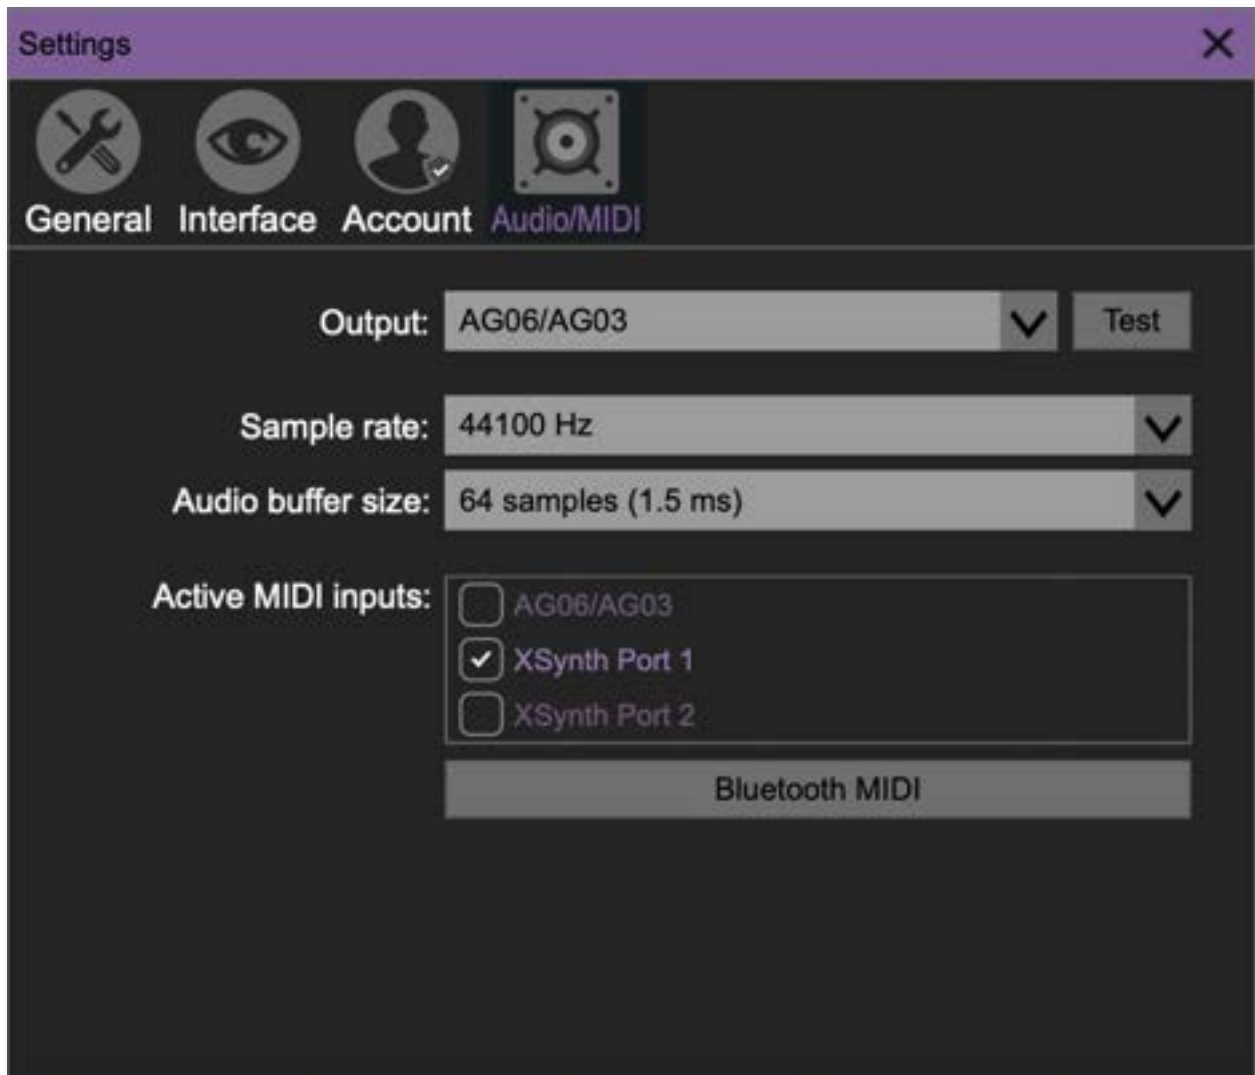 Settings
General Interface Account Audio/MIDI
Output: AG06/AG03 Test
Sample rate: 44100 Hz
Audio buffer size: 64 samples (1.5 ms)
Active MIDI inputs: AG06/AG03
XSynth Port 1
XSynth Port 2
Bluetooth MIDI